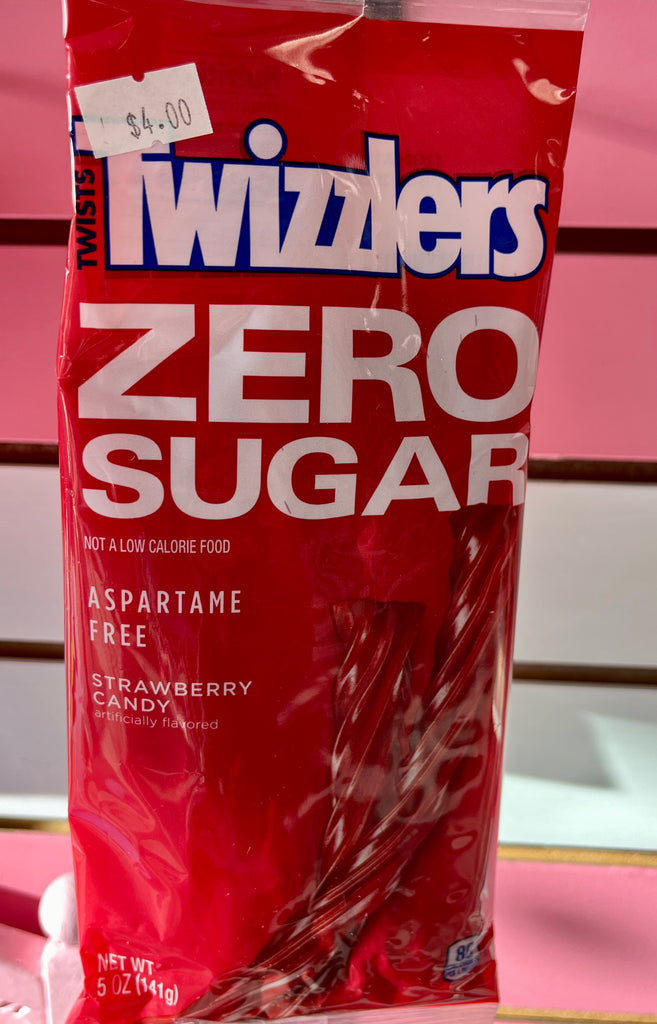 $4.00
TWISTS
Twizzlers
ZERO
SUGAR
NOT A LOW CALORIE FOOD
ASPARTAME
FREE
STRAWBERRY
CANDY
artificially flavored
NET WT
5 OZ (141g)